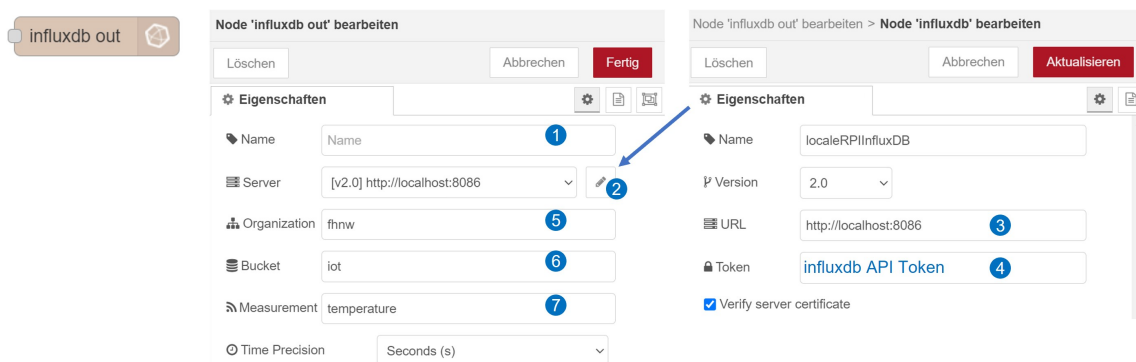 influxdb out
Node 'influxdb out' bearbeiten
Löschen
Abbrechen
Fertig
Eigenschaften
Name
Name
1
Server
[v2.0] http://localhost:8086
2
Organization
fhnw
5
Bucket
iot
6
Measurement
temperature
7
Time Precision
Seconds (s)
Node 'influxdb out' bearbeiten > Node 'influxdb' bearbeiten
Löschen
Abbrechen
Aktualisieren
Eigenschaften
Name
localeRPIInfluxDB
Version
2.0
URL
http://localhost:8086
3
Token
influxdb API Token
4
Verify server certificate